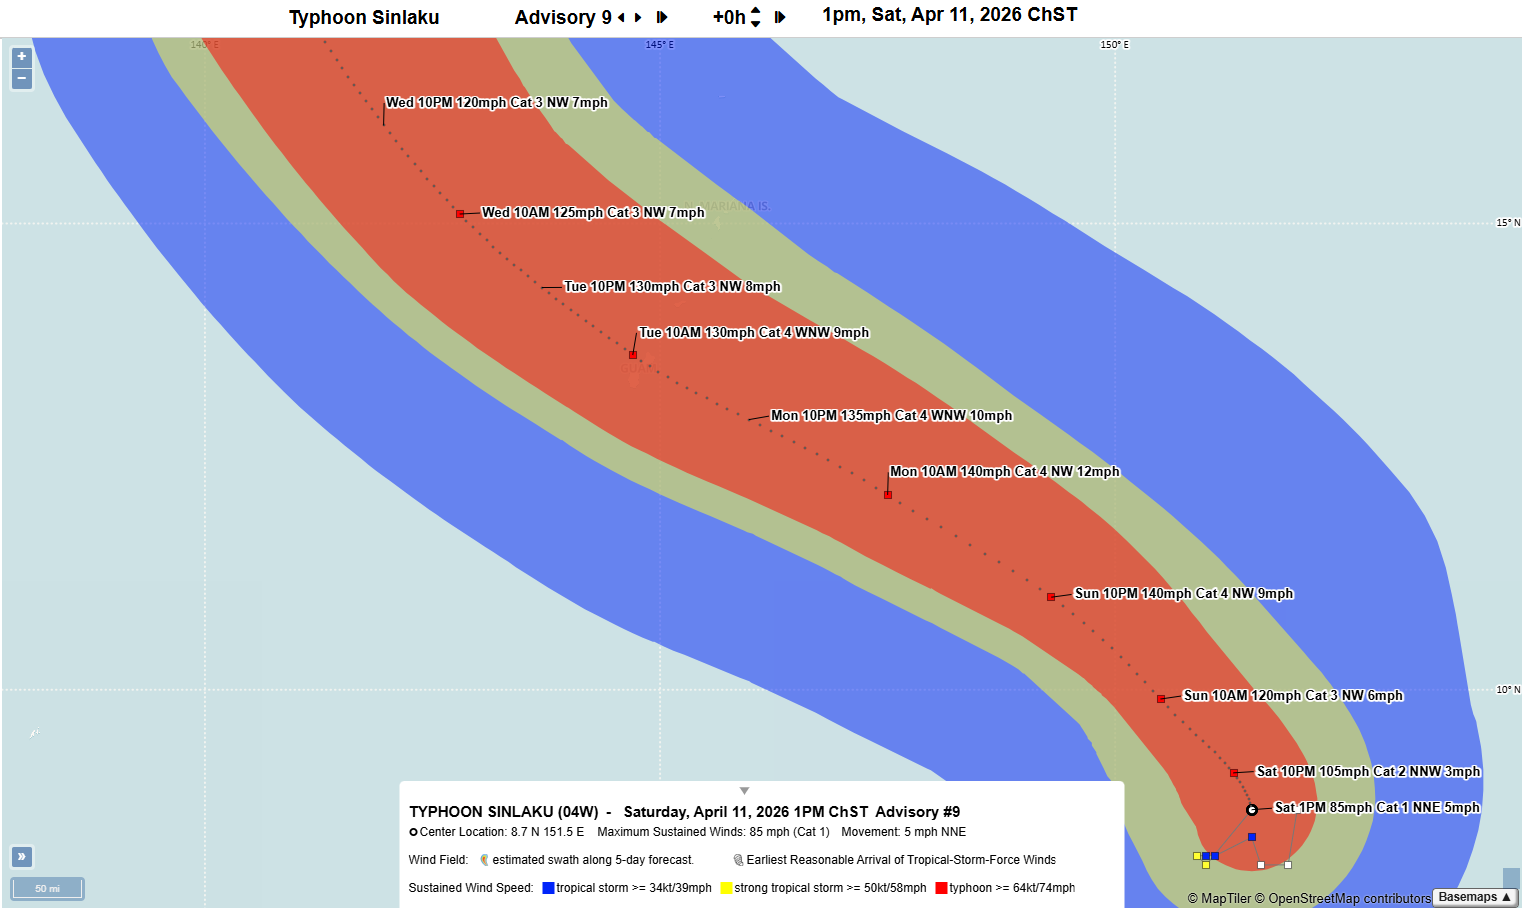 Typhoon Sinlaku Advisory 9 +0h 1pm, Sat, Apr 11, 2026 ChST
140° E 145° E 150° E
+
−
Wed 10PM 120mph Cat 3 NW 7mph
N. MARIANA IS.
Wed 10AM 125mph Cat 3 NW 7mph
15° N
Tue 10PM 130mph Cat 3 NW 8mph
Tue 10AM 130mph Cat 4 WNW 9mph
GUAM
Mon 10PM 135mph Cat 4 WNW 10mph
Mon 10AM 140mph Cat 4 NW 12mph
Sun 10PM 140mph Cat 4 NW 9mph
10° N
Sun 10AM 120mph Cat 3 NW 6mph
Sat 10PM 105mph Cat 2 NNW 3mph
Sat 1PM 85mph Cat 1 NNE 5mph
TYPHOON SINLAKU (04W) - Saturday, April 11, 2026 1PM ChST Advisory #9
Center Location: 8.7 N 151.5 E Maximum Sustained Winds: 85 mph (Cat 1) Movement: 5 mph NNE
Wind Field: estimated swath along 5-day forecast. Earliest Reasonable Arrival of Tropical-Storm-Force Winds
Sustained Wind Speed: tropical storm >= 34kt/39mph strong tropical storm >= 50kt/58mph typhoon >= 64kt/74mph
»
50 mi
© MapTiler © OpenStreetMap contributors
Basemaps ▲